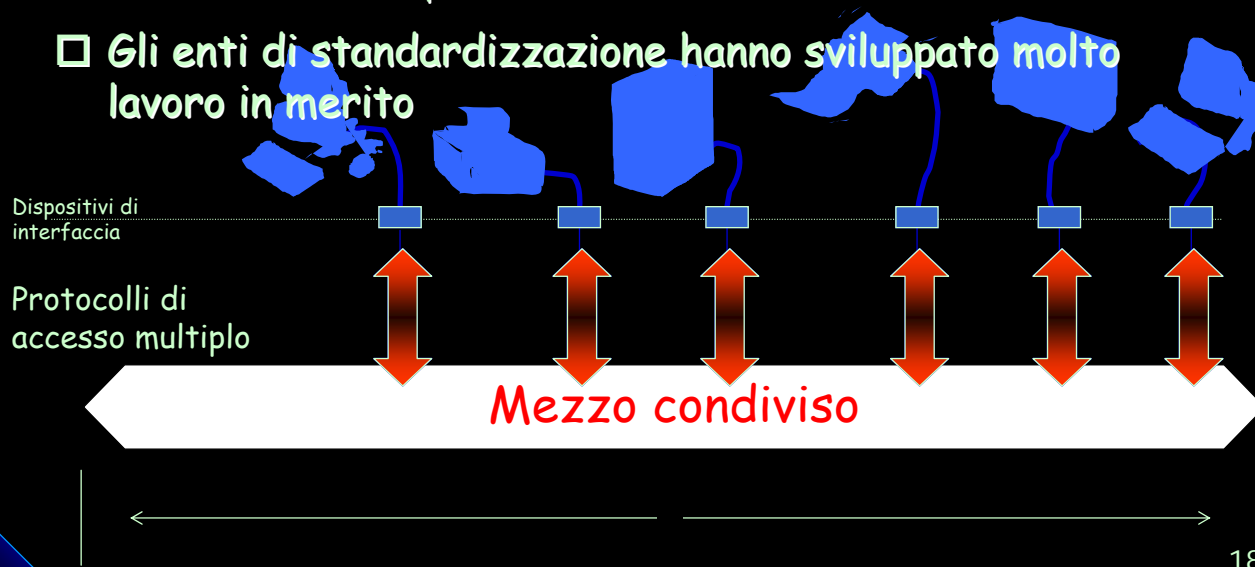 Gli enti di standardizzazione hanno sviluppato molto
lavoro in merito
Dispositivi di
interfaccia
Protocolli di
accesso multiplo
Mezzo condiviso